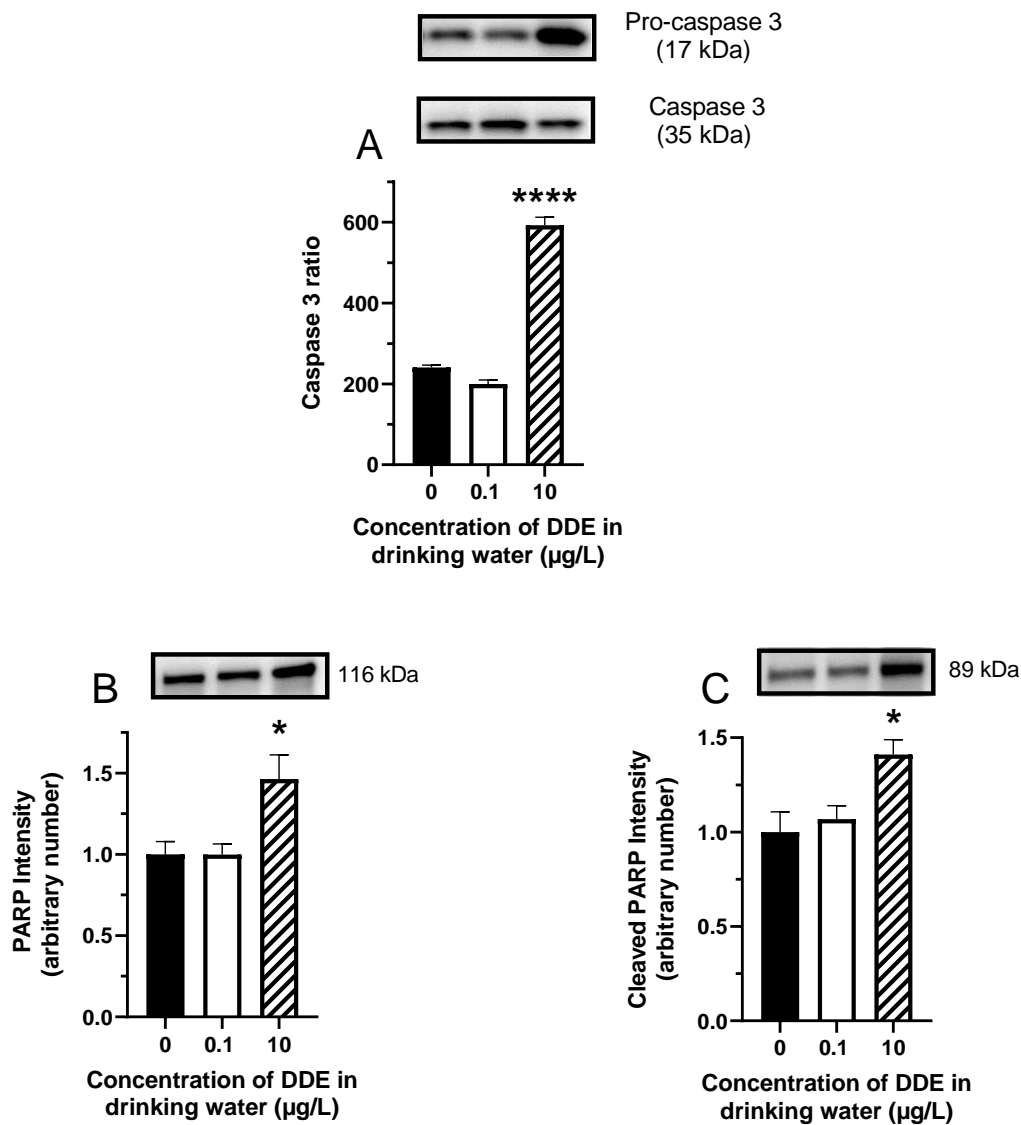 Pro-caspase 3
(17 kDa)
Caspase 3
(35 kDa)
A
****
600
400
200
0
Caspase 3 ratio
0 0.1 10
Concentration of DDE in
drinking water (µg/L)
B
116 kDa
*
1.5
1.0
0.5
0.0
PARP Intensity
(arbitrary number)
0 0.1 10
Concentration of DDE in
drinking water (µg/L)
C
89 kDa
*
1.5
1.0
0.5
0.0
Cleaved PARP Intensity
(arbitrary number)
0 0.1 10
Concentration of DDE in
drinking water (µg/L)